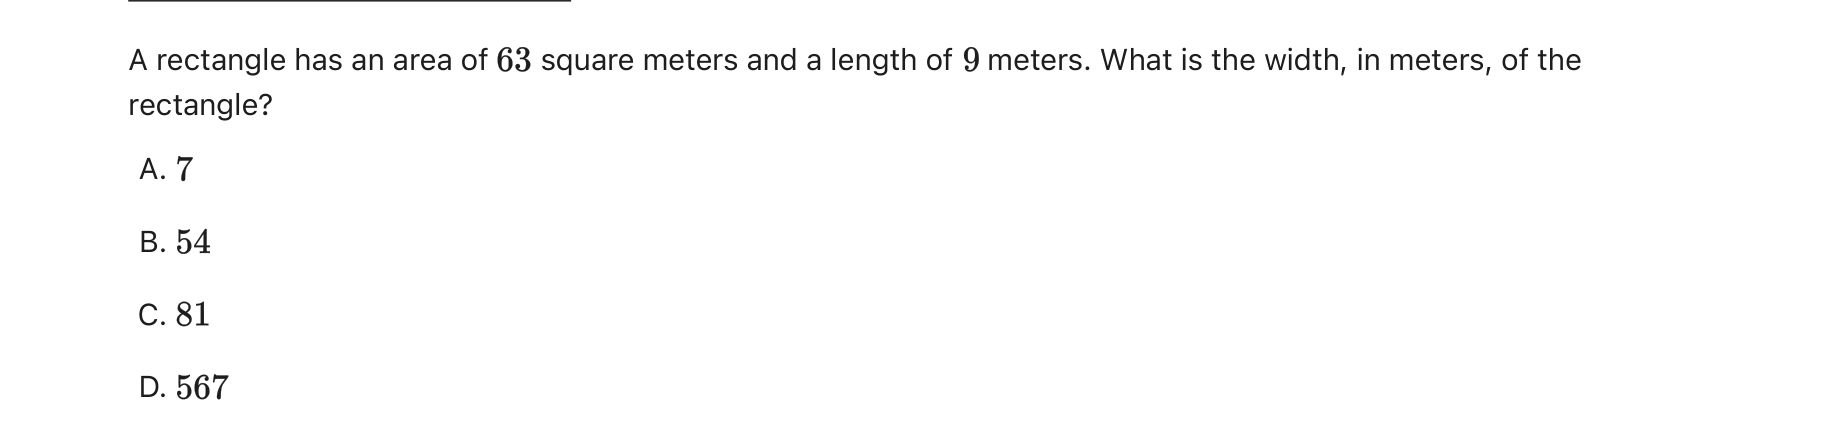 A rectangle has an area of 63 square meters and a length of 9 meters. What is the width, in meters, of the
rectangle?
A. 7
B. 54
C. 81
D. 567